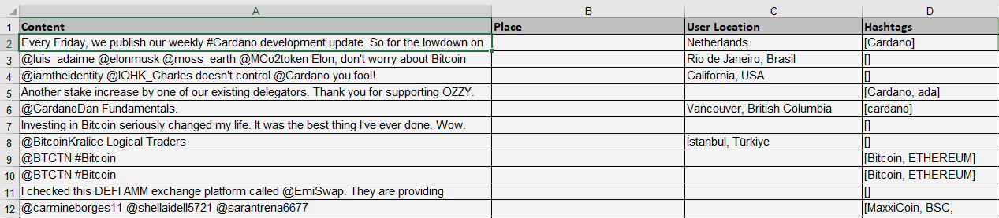 A B C D
1 Content Place User Location Hashtags
2 Every Friday, we publish our weekly #Cardano development update. So for the lowdown on Netherlands [Cardano]
3 @luis_adaime @elonmusk @moss_earth @MCo2token Elon, don't worry about Bitcoin Rio de Janeiro, Brasil []
4 @iamtheidentity @IOHK_Charles doesn't control @Cardano you fool! California, USA []
5 Another stake increase by one of our existing delegators. Thank you for supporting OZZY. [Cardano, ada]
6 @CardanoDan Fundamentals. Vancouver, British Columbia [cardano]
7 Investing in Bitcoin seriously changed my life. It was the best thing I've ever done. Wow. []
8 @BitcoinKralice Logical Traders İstanbul, Türkiye []
9 @BTCTN #Bitcoin [Bitcoin, ETHEREUM]
10 @BTCTN #Bitcoin [Bitcoin, ETHEREUM]
11 I checked this DEFI AMM exchange platform called @EmiSwap. They are providing []
12 @carmineborges11 @shellaidell5721 @sarantrena6677 [MaxxiCoin, BSC,